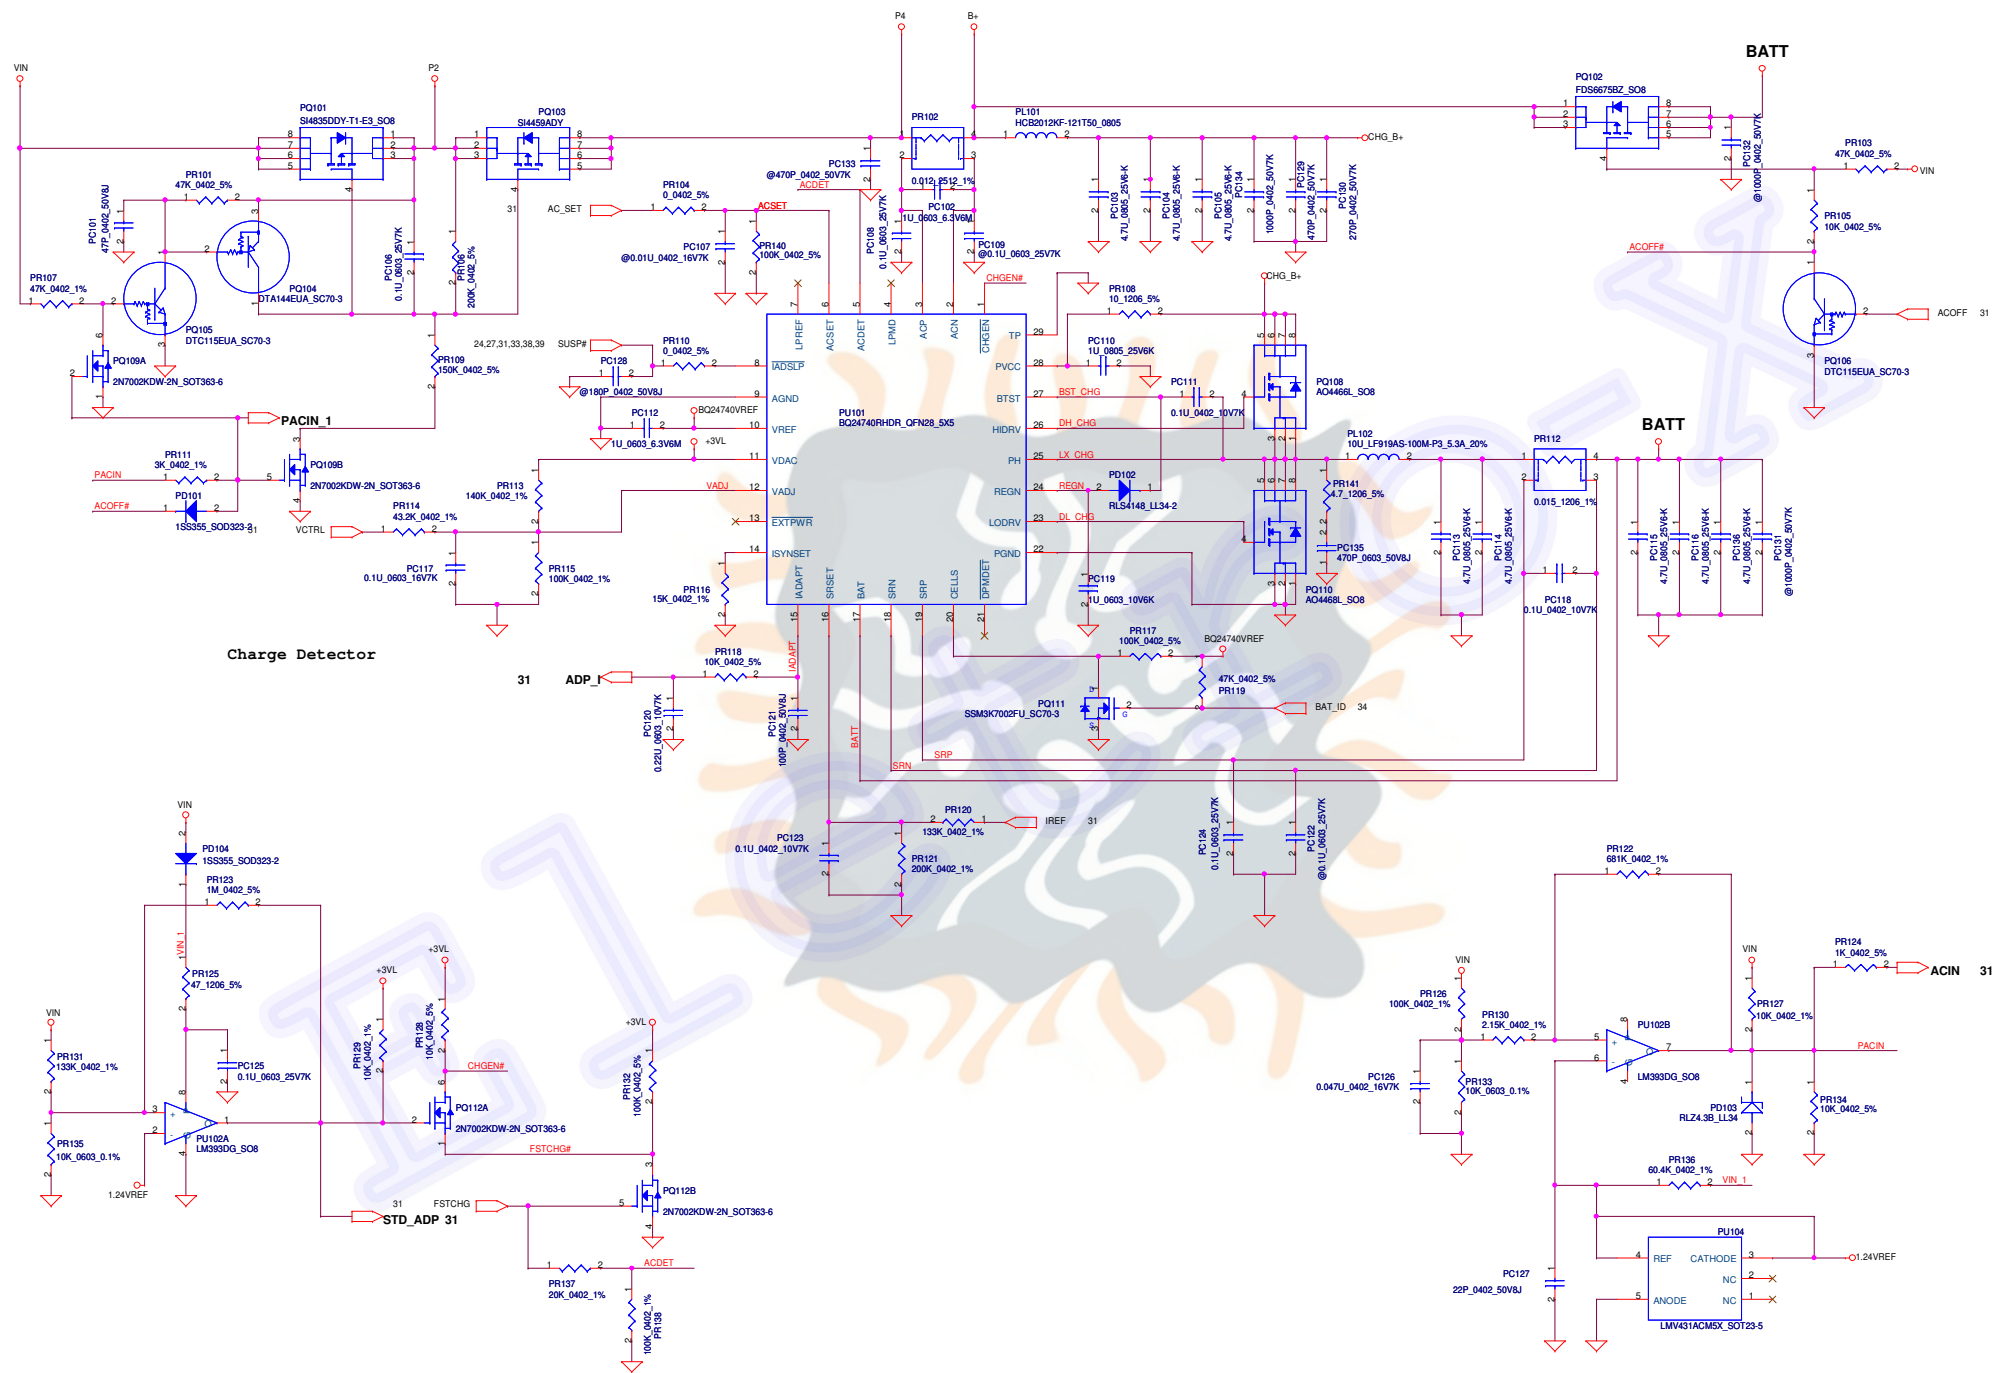 P4
B+
BATT
VIN
P2
PQ101
SI4835DDY-T1-E3_SO8
PQ103
SI4459ADY
PR102
0.012_2512_1%
PL101
HCB2012KF-121T50_0805
CHG_B+
PQ102
FDS6675BZ_SO8
PC132
@1000P_0402_50V7K
PR103
47K_0402_5%
VIN
PR101
47K_0402_5%
PC101
47P_0402_50V8J
PR107
47K_0402_1%
PQ104
DTA144EUA_SC70-3
PQ105
DTC115EUA_SC70-3
PQ109A
2N7002KDW-2N_SOT363-6
PC106
0.1U_0603_25V7K
PR106
200K_0402_5%
31
AC_SET
PR104
0_0402_5%
ACSET
PC107
@0.01U_0402_16V7K
PR140
100K_0402_5%
PC133
@470P_0402_50V7K
ACDET
PC102
1U_0603_6.3V6M
PC108
0.1U_0603_25V7K
PC109
@0.1U_0603_25V7K
CHGEN#
PC103
4.7U_0805_25V6-K
PC104
4.7U_0805_25V6-K
PC105
4.7U_0805_25V6-K
PC134
1000P_0402_50V7K
PC129
470P_0402_50V7K
PC130
270P_0402_50V7K
PR105
10K_0402_5%
ACOFF#
ACOFF 31
PQ106
DTC115EUA_SC70-3
PR109
150K_0402_5%
24,27,31,33,38,39
SUSP#
PR110
0_0402_5%
PC128
@180P_0402_50V8J
PC112
1U_0603_6.3V6M
BQ24740VREF
+3VL
PU101
BQ24740RHDR_QFN28_5X5
LPREF
ACSET
ACDET
LPMD
ACP
ACN
CHGEN
IADSLP
AGND
VREF
VDAC
VADJ
EXTPWR
ISYNSET
TP
PVCC
BTST
HIDRV
PH
REGN
LODRV
PGND
IADAPT
SRSET
BAT
SRN
SRP
CELLS
DPMDET
PR108
10_1206_5%
CHG_B+
PC110
1U_0805_25V6K
BST_CHG
PC111
0.1U_0402_10V7K
DH_CHG
LX_CHG
REGN
DL_CHG
PD102
RLS4148_LL34-2
PQ108
AO4466L_SO8
PQ110
AO4468L_SO8
PR141
4.7_1206_5%
PC135
470P_0603_50V8J
PC119
1U_0603_10V6K
PL102
10U_LF919AS-100M-P3_5.3A_20%
PR112
0.015_1206_1%
BATT
PC113
4.7U_0805_25V6-K
PC114
4.7U_0805_25V6-K
PC118
0.1U_0402_10V7K
PC115
4.7U_0805_25V6-K
PC116
4.7U_0805_25V6-K
PC136
4.7U_0805_25V6-K
PC131
@1000P_0402_50V7K
PACIN_1
PACIN
PR111
3K_0402_1%
ACOFF#
PD101
1SS355_SOD323-2
PQ109B
2N7002KDW-2N_SOT363-6
31
VCTRL
PR114
43.2K_0402_1%
PR113
140K_0402_1%
VADJ
PC117
0.1U_0603_16V7K
PR115
100K_0402_1%
PR116
15K_0402_1%
Charge Detector
31 ADP_I
PR118
10K_0402_5%
PC120
0.22U_0603_10V7K
PC121
100P_0402_50V8J
IADAPT
BATT
SRN
SRP
PR117
100K_0402_5%
BQ24740VREF
47K_0402_5%
PR119
PQ111
SSM3K7002FU_SC70-3
D
G
S
BAT_ID 34
PC123
0.1U_0402_10V7K
PR120
133K_0402_1%
IREF 31
PR121
200K_0402_1%
PC124
0.1U_0603_25V7K
PC122
@0.1U_0603_25V7K
VIN
PD104
1SS355_SOD323-2
PR123
1M_0402_5%
VIN_1
PR125
47_1206_5%
PC125
0.1U_0603_25V7K
VIN
PR131
133K_0402_1%
PR135
10K_0603_0.1%
PU102A
LM393DG_SO8
1.24VREF
+3VL
PR129
10K_0402_1%
+3VL
PR128
10K_0402_5%
CHGEN#
PQ112A
2N7002KDW-2N_SOT363-6
+3VL
PR132
100K_0402_5%
FSTCHG#
PQ112B
2N7002KDW-2N_SOT363-6
31
FSTCHG
STD_ADP 31
PR137
20K_0402_1%
ACDET
100K_0402_1%
PR138
PR122
681K_0402_1%
VIN
PR126
100K_0402_1%
PR130
2.15K_0402_1%
PC126
0.047U_0402_16V7K
PR133
10K_0603_0.1%
PU102B
LM393DG_SO8
VIN
PR127
10K_0402_1%
PR124
1K_0402_5%
ACIN 31
PACIN
PD103
RLZ4.3B_LL34
PR134
10K_0402_5%
PR136
60.4K_0402_1%
VIN_1
PU104
REF
CATHODE
NC
ANODE
NC
LMV431ACM5X_SOT23-5
1.24VREF
PC127
22P_0402_50V8J